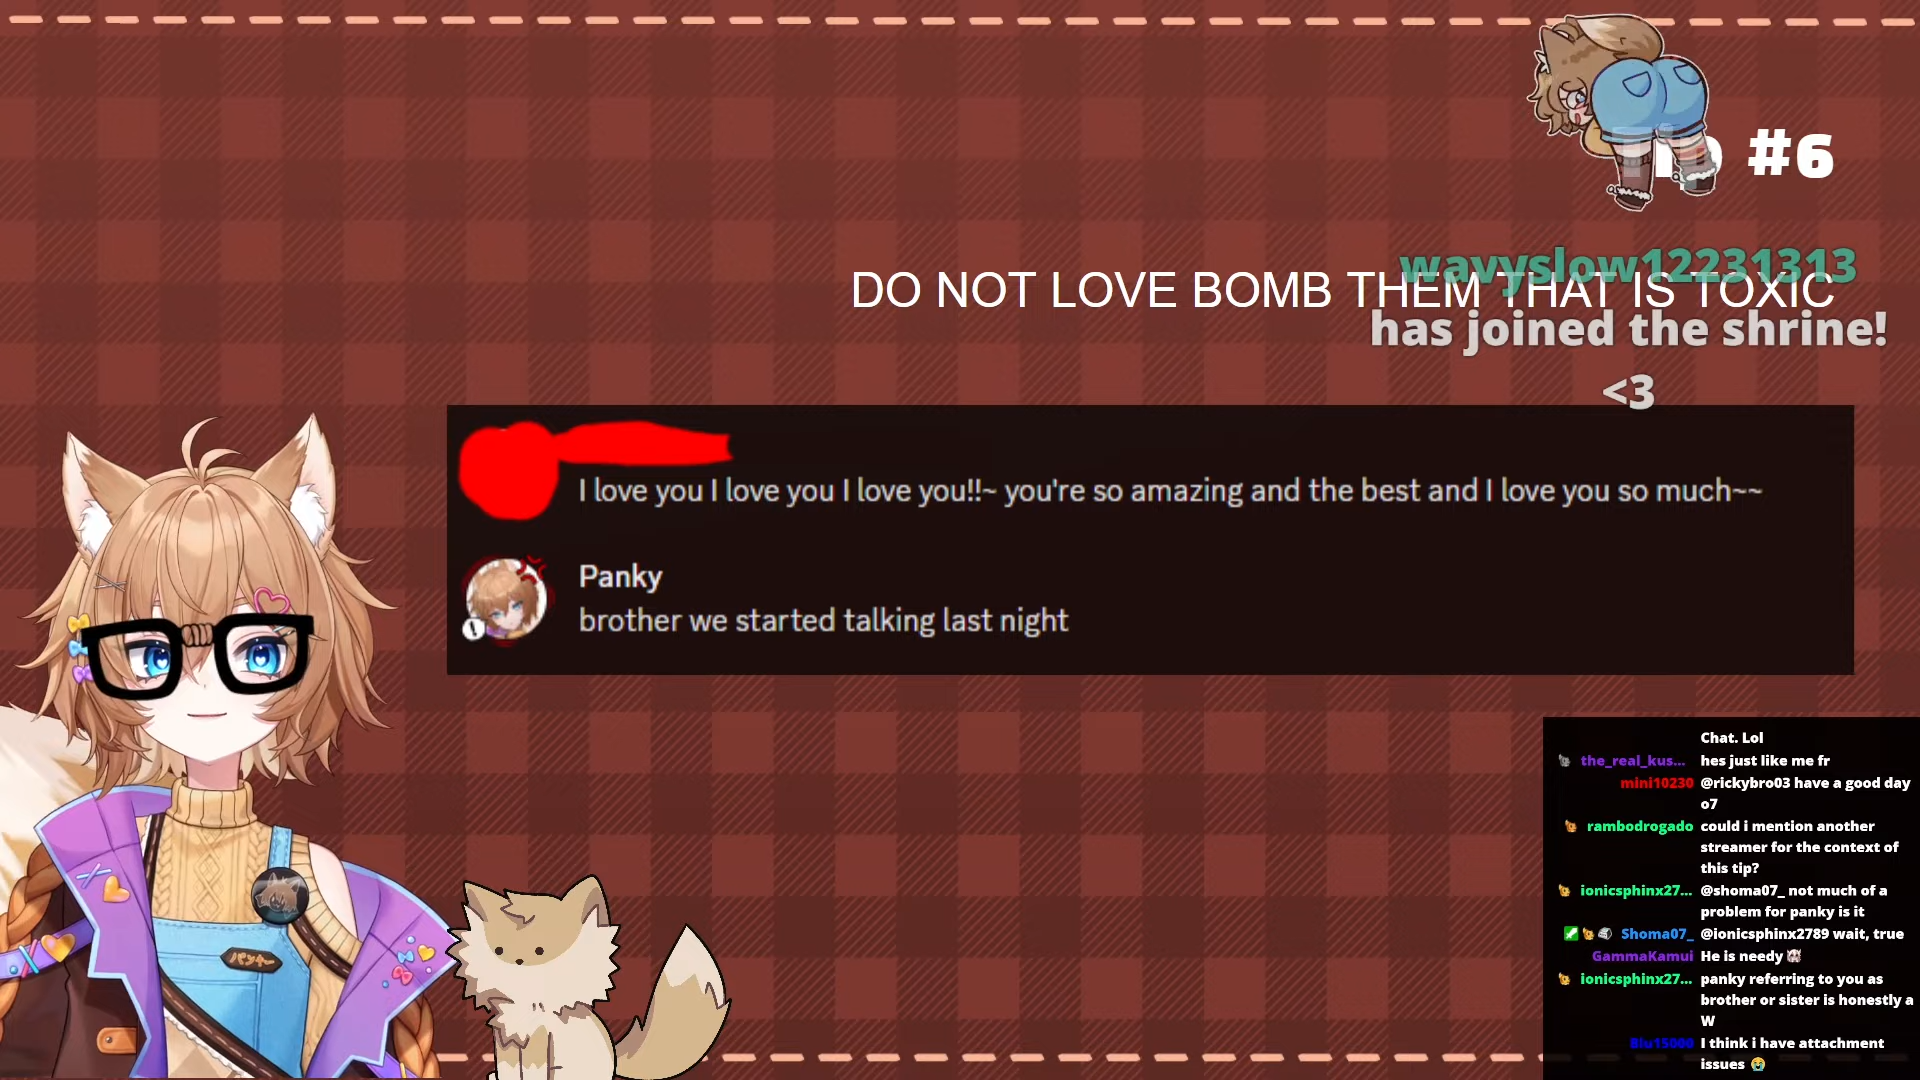 #6
wavyslow12231313
DO NOT LOVE BOMB THEM THAT IS TOXIC
has joined the shrine!
<3
I love you I love you I love you!!~ you're so amazing and the best and I love you so much~~
Panky
brother we started talking last night
Chat. Lol
the_real_kus... hes just like me fr
mini10230 @rickybro03 have a good day
o7
rambodrogado could i mention another
streamer for the context of
this tip?
ionicsphinx27... @shoma07_ not much of a
problem for panky is it
Shoma07_ @ionicsphinx2789 wait, true
GammaKamui He is needy
ionicsphinx27... panky referring to you as
brother or sister is honestly a
W
Blu15000 I think i have attachment
issues 😭
パンキー